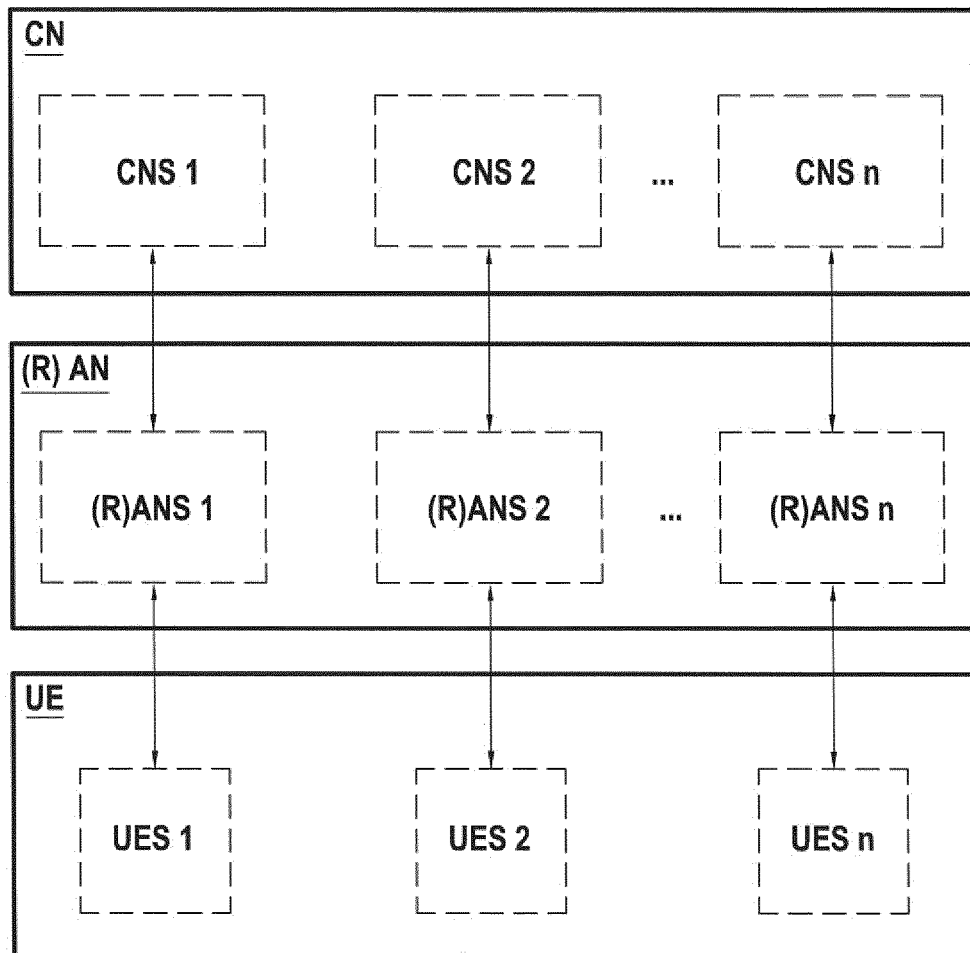 CN
CNS 1 CNS 2 ... CNS n
(R) AN
(R)ANS 1 (R)ANS 2 ... (R)ANS n
UE
UES 1 UES 2 UES n